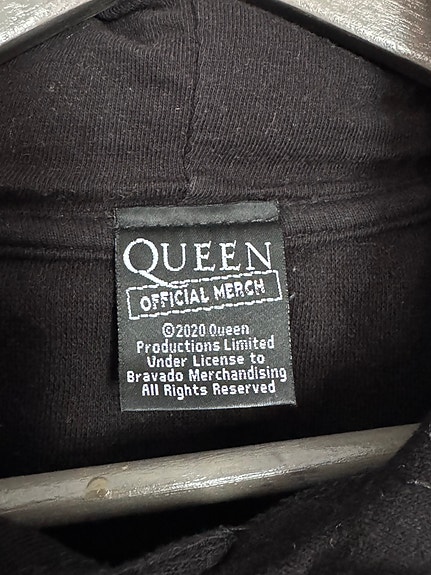 QUEEN
OFFICIAL MERCH
©2020 Queen
Productions Limited
Under License to
Bravado Merchandising
All Rights Reserved